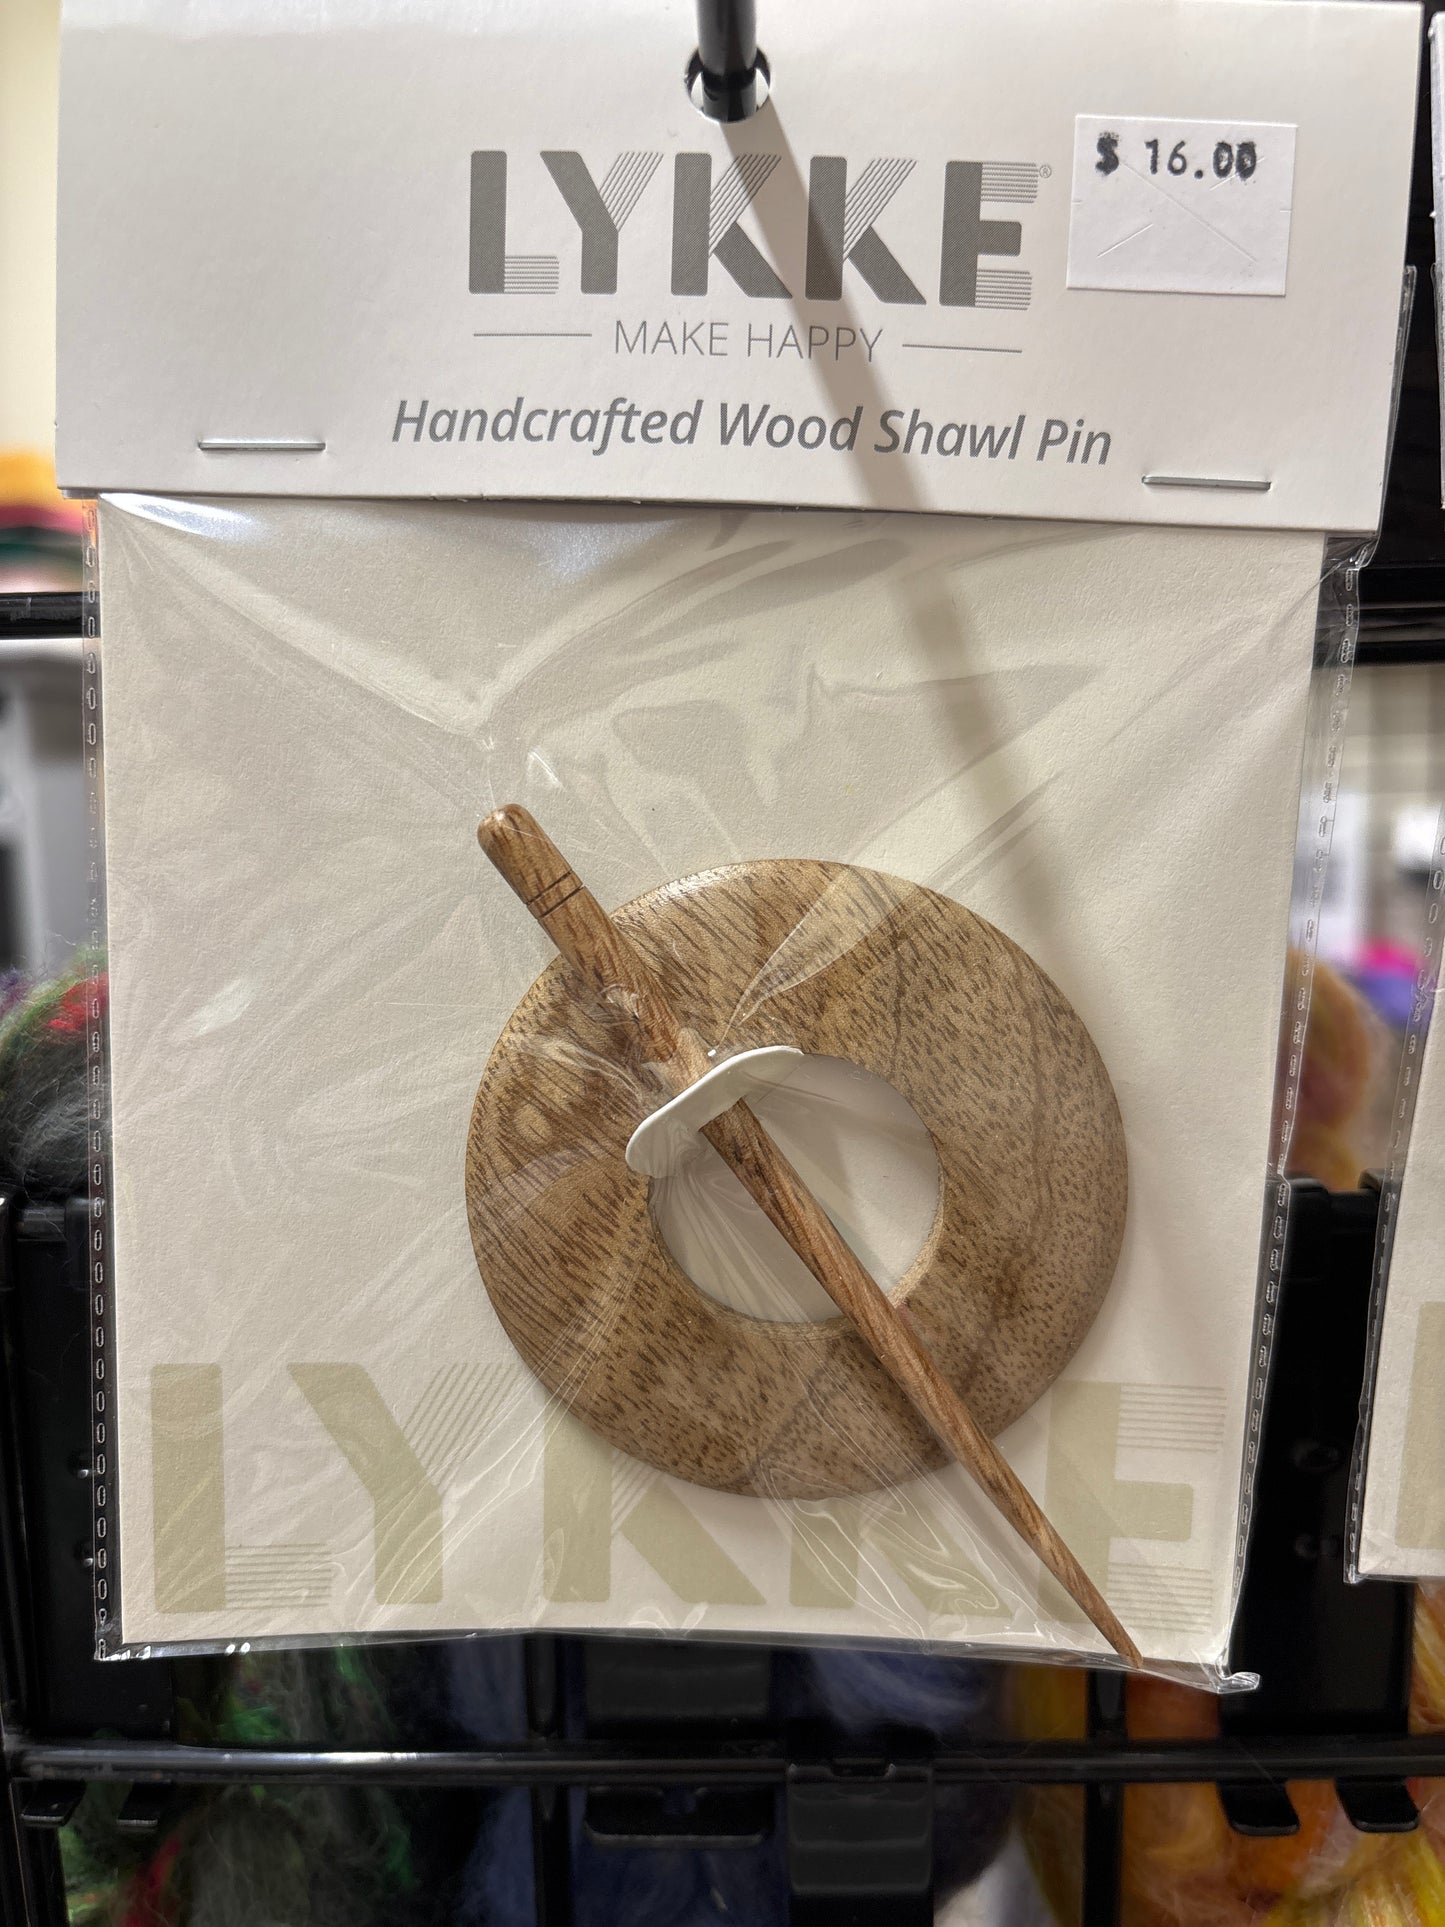 LYKKE®
$ 16.00
MAKE HAPPY
Handcrafted Wood Shawl Pin
LYKKE